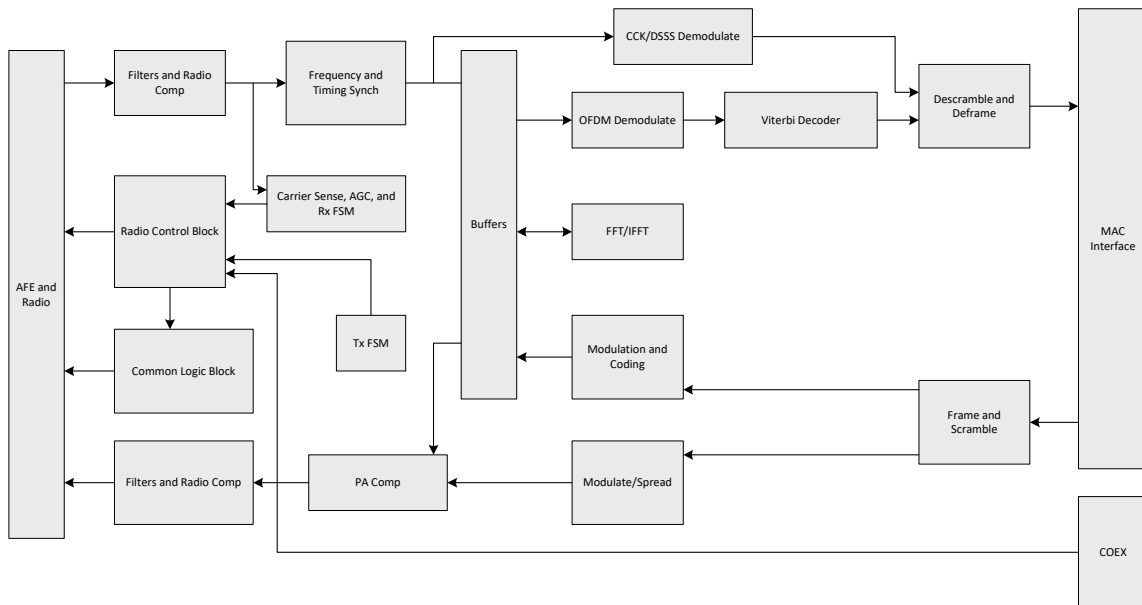 CCK/DSSS Demodulate
Filters and Radio
Comp
Frequency and
Timing Synch
Descramble and
Deframe
OFDM Demodulate
Viterbi Decoder
Carrier Sense, AGC, and
Rx FSM
Radio Control Block
Buffers
FFT/IFFT
MAC
Interface
AFE and
Radio
Tx FSM
Modulation and
Coding
Common Logic Block
Frame and
Scramble
Filters and Radio Comp
PA Comp
Modulate/Spread
COEX